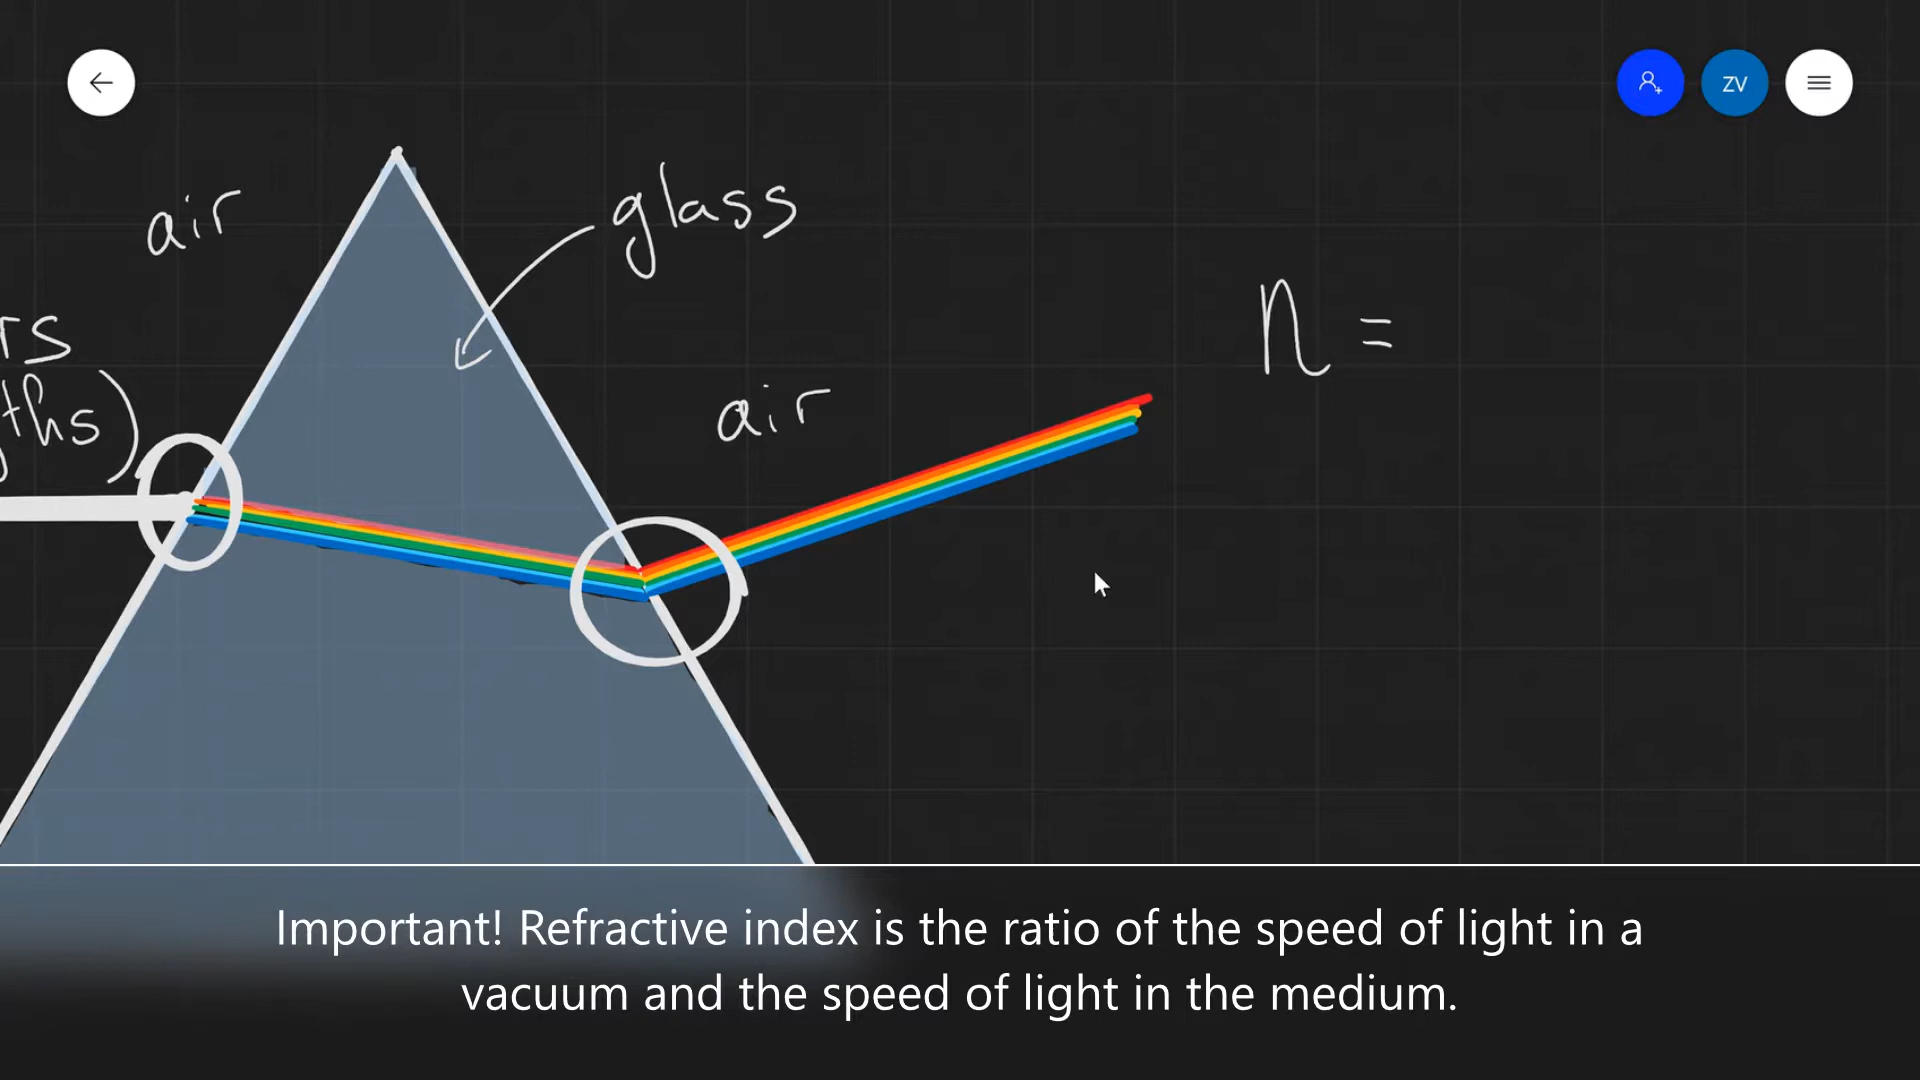 ZV
air
glass
rs
ths)
air
n =
Important! Refractive index is the ratio of the speed of light in a
vacuum and the speed of light in the medium.